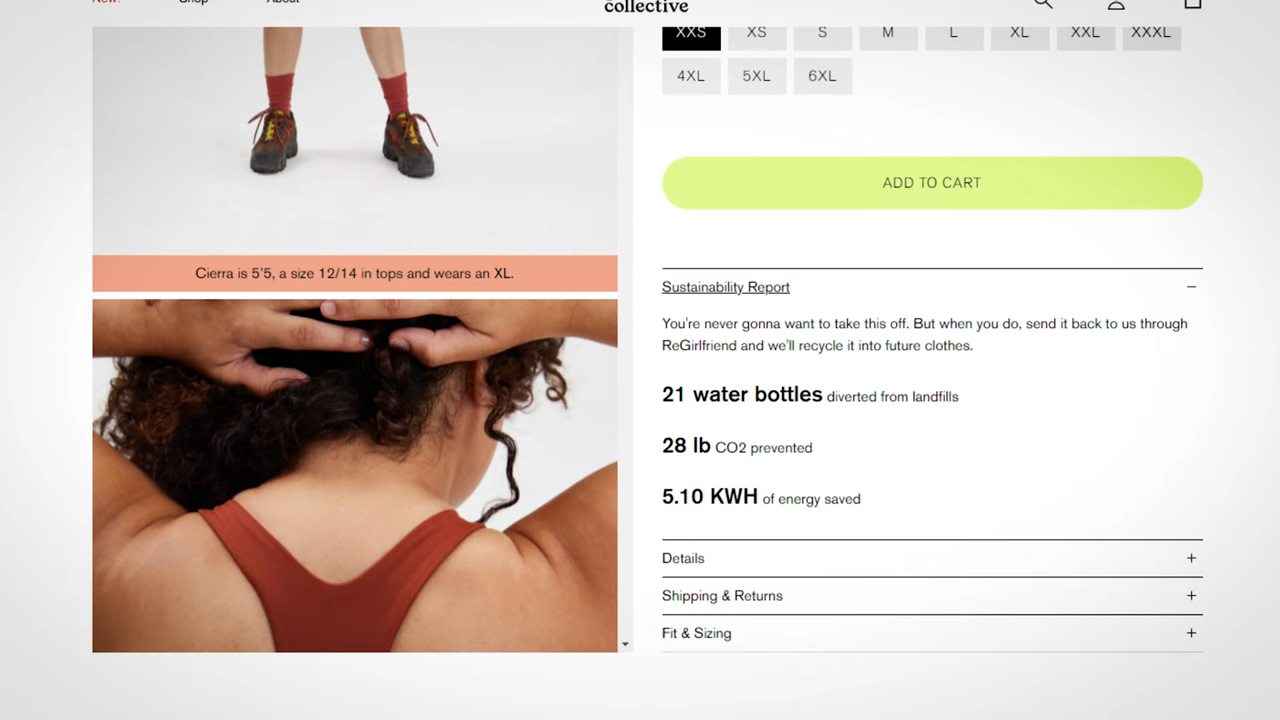 New!
Shop
About
collective
XXS
XS
S
M
L
XL
XXL
XXXL
4XL
5XL
6XL
ADD TO CART
Cierra is 5'5, a size 12/14 in tops and wears an XL.
Sustainability Report
You're never gonna want to take this off. But when you do, send it back to us through
ReGirlfriend and we'll recycle it into future clothes.
21 water bottles diverted from landfills
28 lb CO2 prevented
5.10 KWH of energy saved
Details
Shipping & Returns
Fit & Sizing